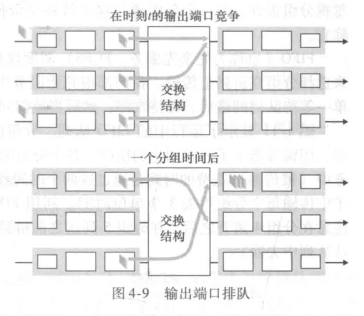 在时刻t的输出端口竞争
交换
结构
一个分组时间后
交换
结构
图4-9 输出端口排队